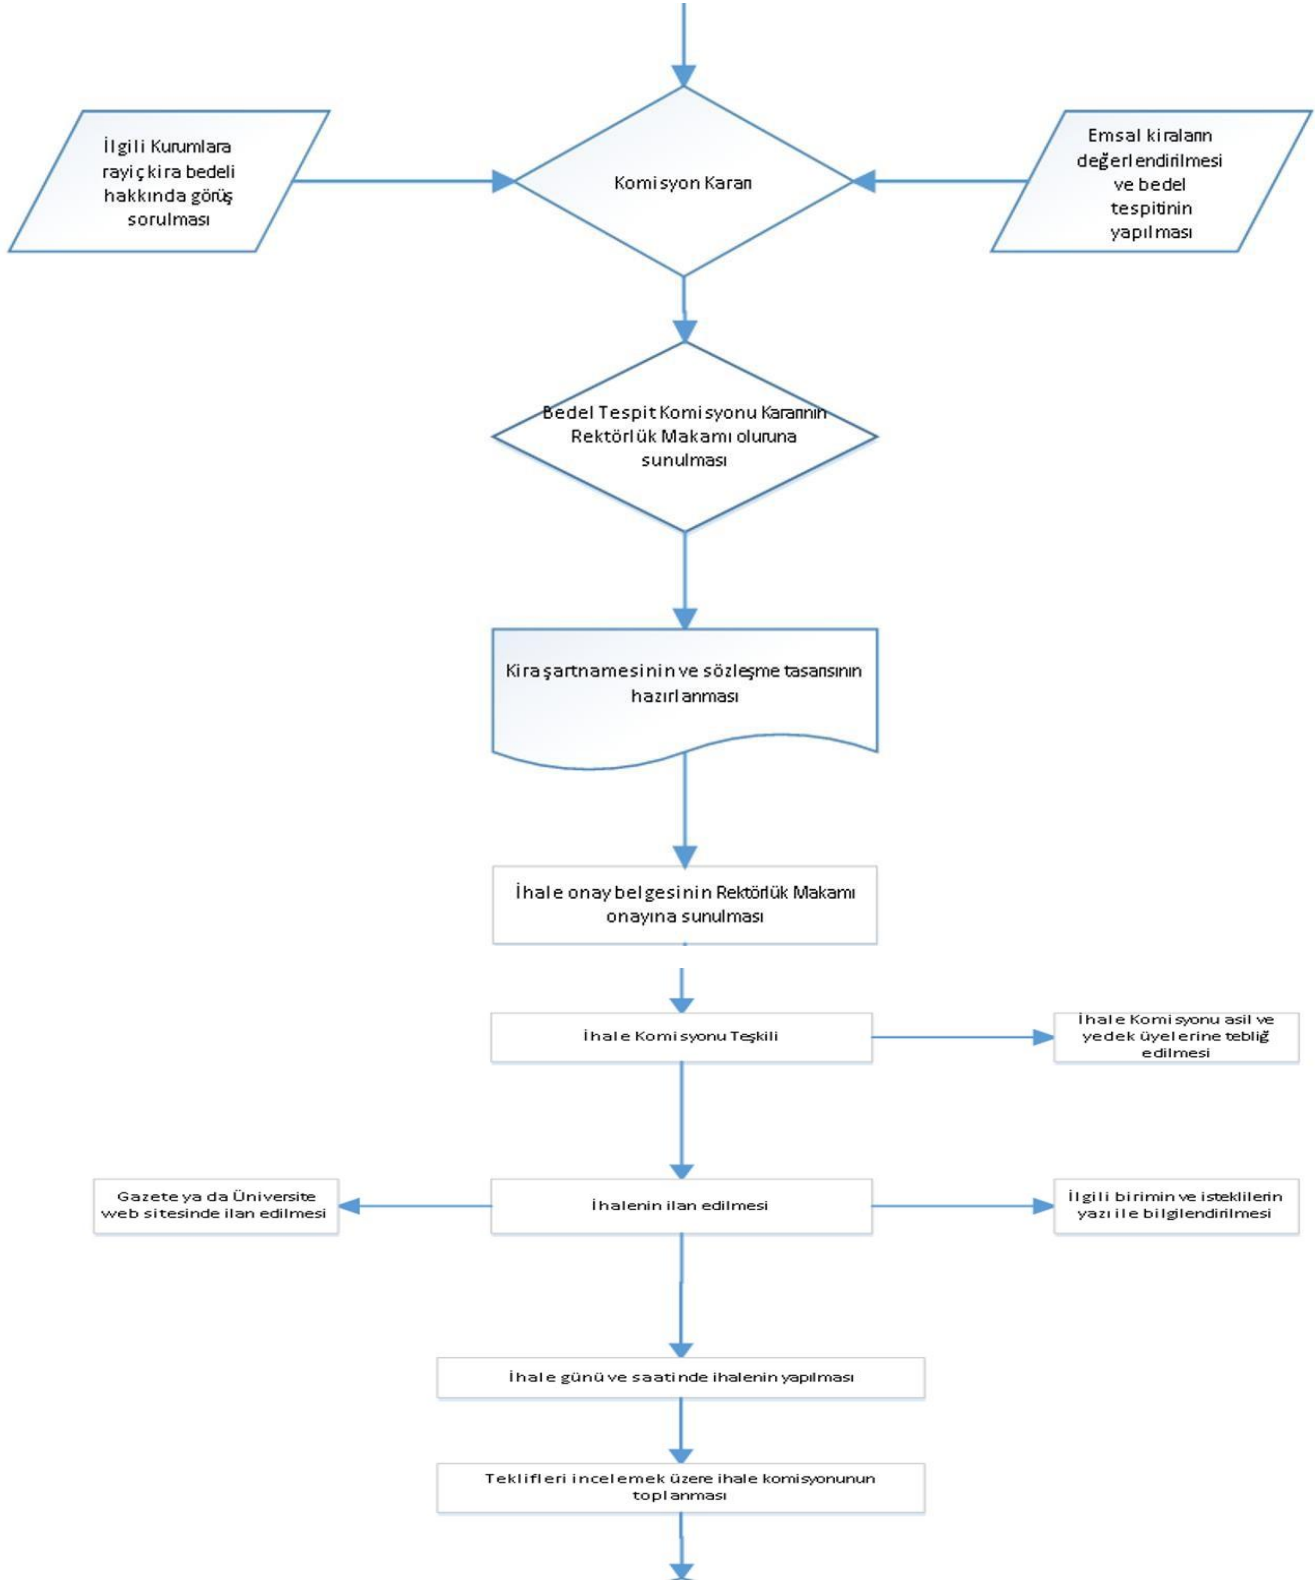 İlgili Kurumlara
rayiç kira bedeli
hakkında görüş
sorulması
Komisyon Kararı
Emsal kiraların
değerlendirilmesi
ve bedel
tespitinin
yapılması
Bedel Tespit Komisyonu Kararının
Rektörlük Makamı oluruna
sunulması
Kira şartnamesinin ve sözleşme tasarısının
hazırlanması
İhale onay belgesinin Rektörlük Makamı
onayına sunulması
İhale Komisyonu Teşkili
İhale Komisyonu asil ve
yedek üyelerine tebliğ
edilmesi
Gazete ya da Üniversite
web sitesinde ilan edilmesi
İhalenin ilan edilmesi
İlgili birimin ve isteklilerin
yazı ile bilgilendirilmesi
İhale günü ve saatinde ihalenin yapılması
Teklifleri incelemek üzere ihale komisyonunun
toplanması